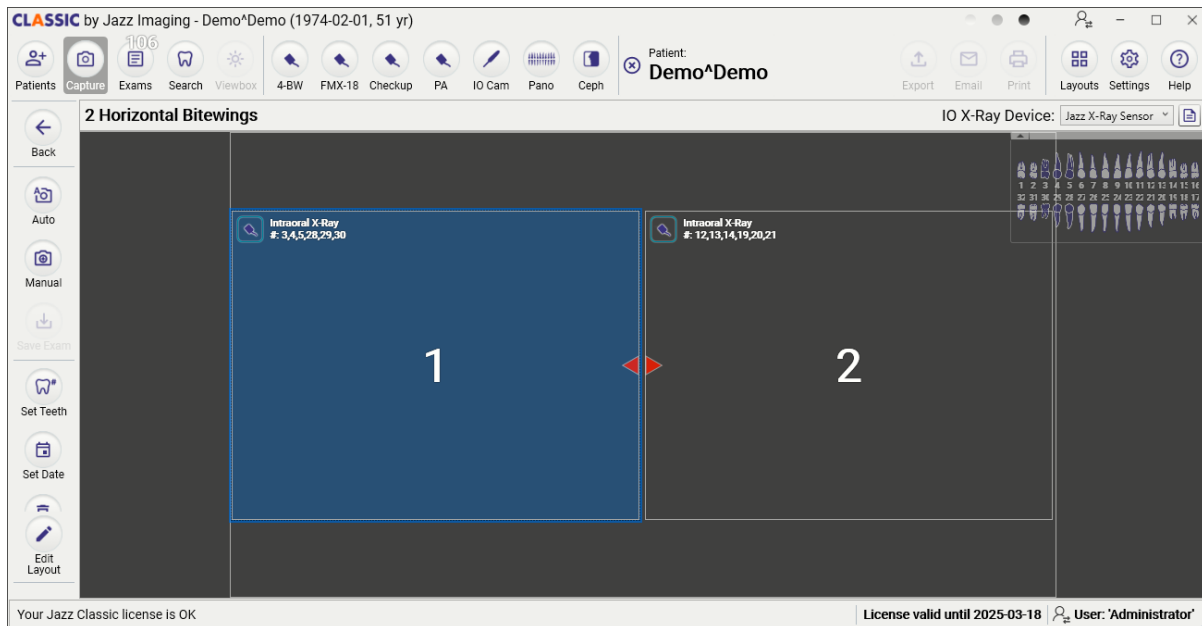 CLASSIC by Jazz Imaging - Demo^Demo (1974-02-01, 51 yr)
106
Patients Capture Exams Search Viewbox 4-BW FMX-18 Checkup PA IO Cam Pano Ceph
Patient:
Demo^Demo
Export Email Print Layouts Settings Help
2 Horizontal Bitewings
IO X-Ray Device: Jazz X-Ray Sensor
Back
Auto
Manual
Save Exam
Set Teeth
Set Date
Edit
Layout
Intraoral X-Ray
#: 3,4,5,28,29,30
1
Intraoral X-Ray
#: 12,13,14,19,20,21
2
1 2 3 4 5 6 7 8 9 10 11 12 13 14 15 16
32 31 30 29 28 27 26 25 24 23 22 21 20 19 18 17
Your Jazz Classic license is OK
License valid until 2025-03-18
User: 'Administrator'